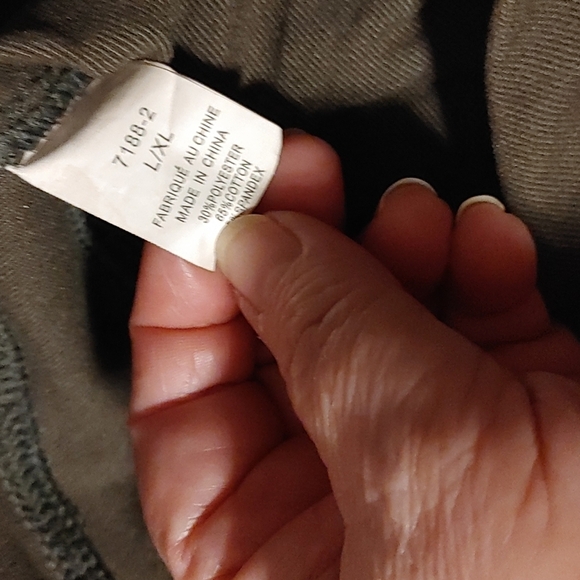 7188-2
L/XL
FABRIQUÉ AU CHINE
MADE IN CHINA
30%POLYESTER
65%COTTON
%SPANDEX